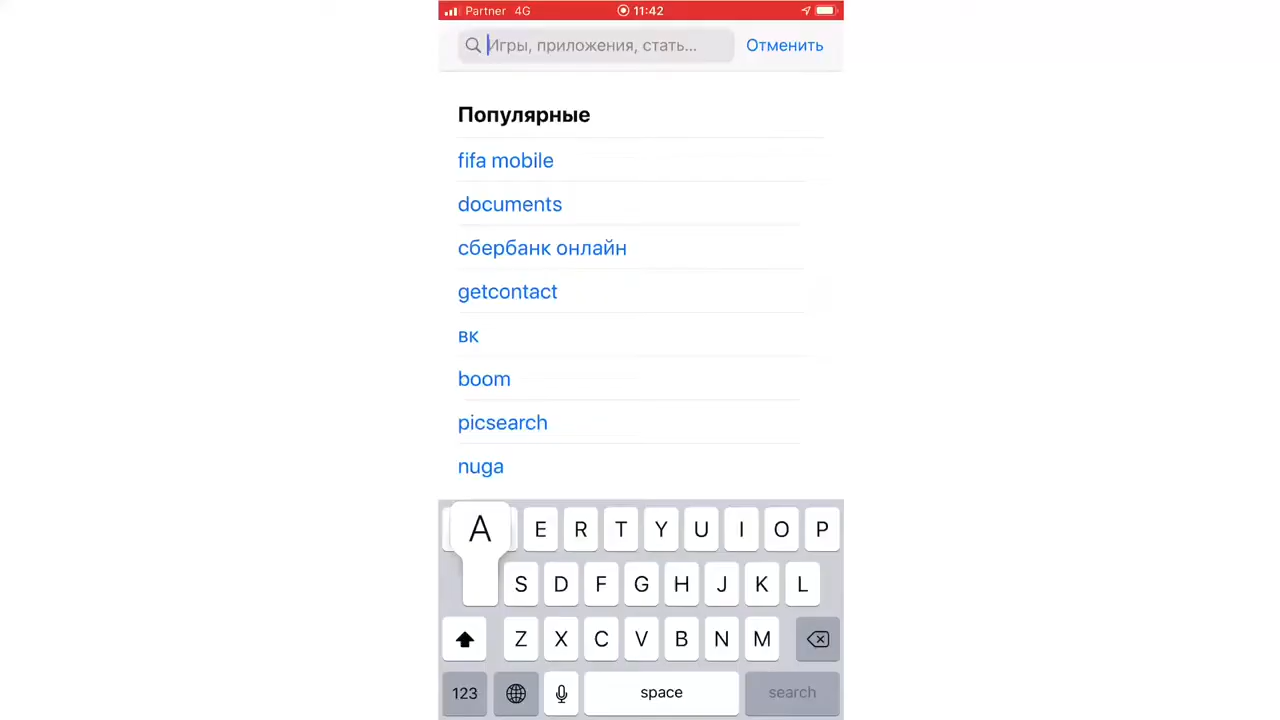 Partner 4G 11:42
Игры, приложения, стать...
Отменить
Популярные
fifa mobile
documents
сбербанк онлайн
getcontact
вк
boom
picsearch
nuga
A E R T Y U I O P
S D F G H J K L
Z X C V B N M
123 space search